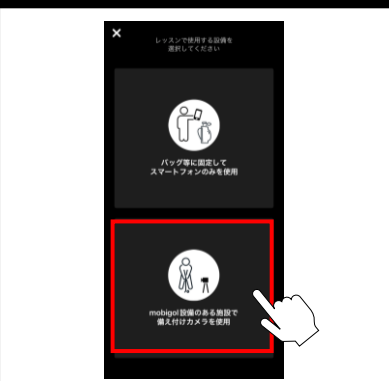 レッスンで使用する設備を
選択してください
バッグ等に固定して
スマートフォンのみを使用
mobigol設備のある施設で
備え付けカメラを使用